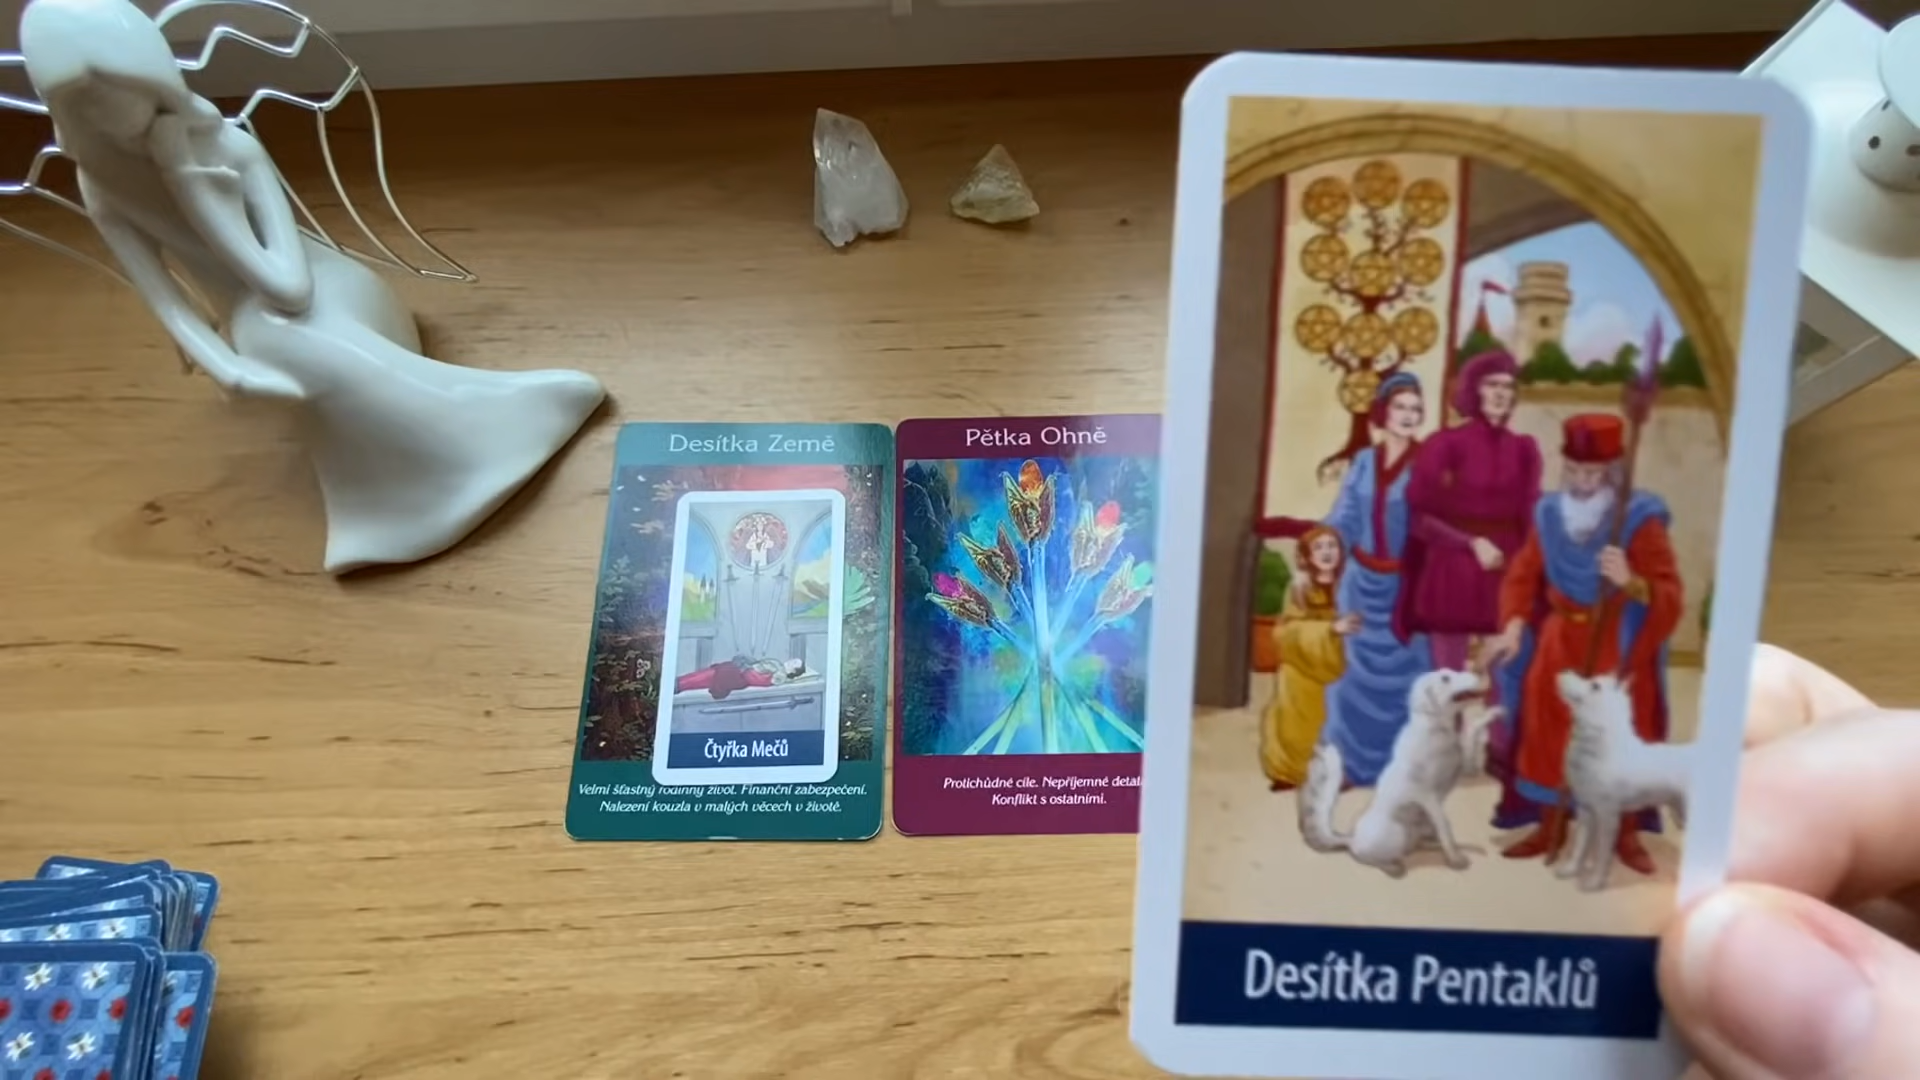 Desítka Země
Čtyřka Mečů
Velmi šťastný rodinný život. Finanční zabezpečení.
Nalezení kouzla v malých věcech v životě.
Pětka Ohně
Protichůdné cíle. Nepříjemné
Konflikt s ostatními.
Desítka Pentaklů